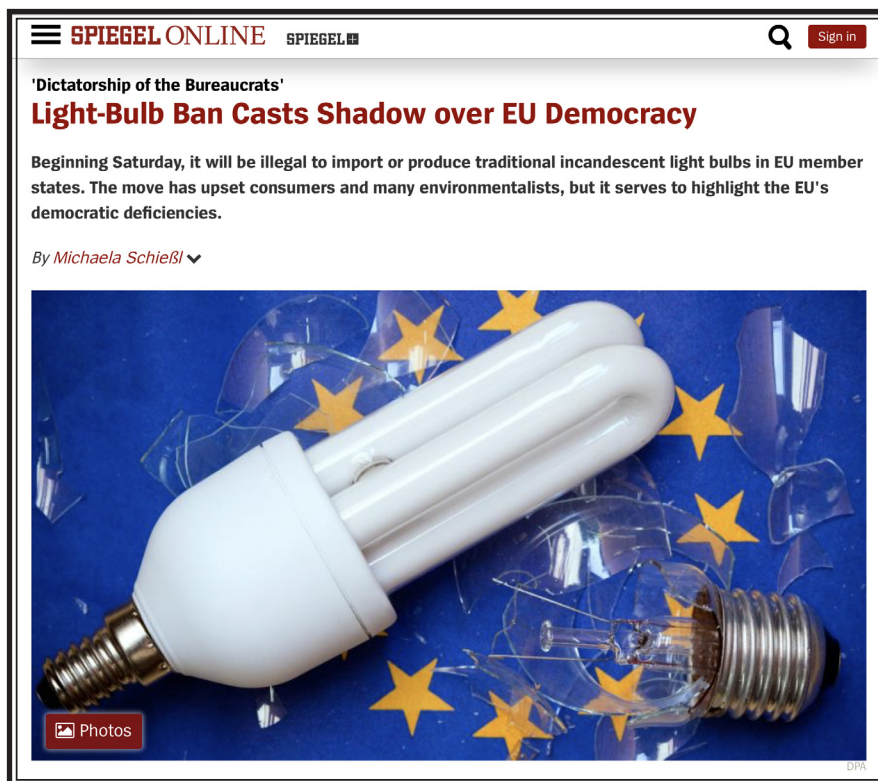 SPIEGEL ONLINE SPIEGEL+ Sign in
'Dictatorship of the Bureaucrats'
Light-Bulb Ban Casts Shadow over EU Democracy
Beginning Saturday, it will be illegal to import or produce traditional incandescent light bulbs in EU member
states. The move has upset consumers and many environmentalists, but it serves to highlight the EU's
democratic deficiencies.
By Michaela Schießl
Photos
DPA